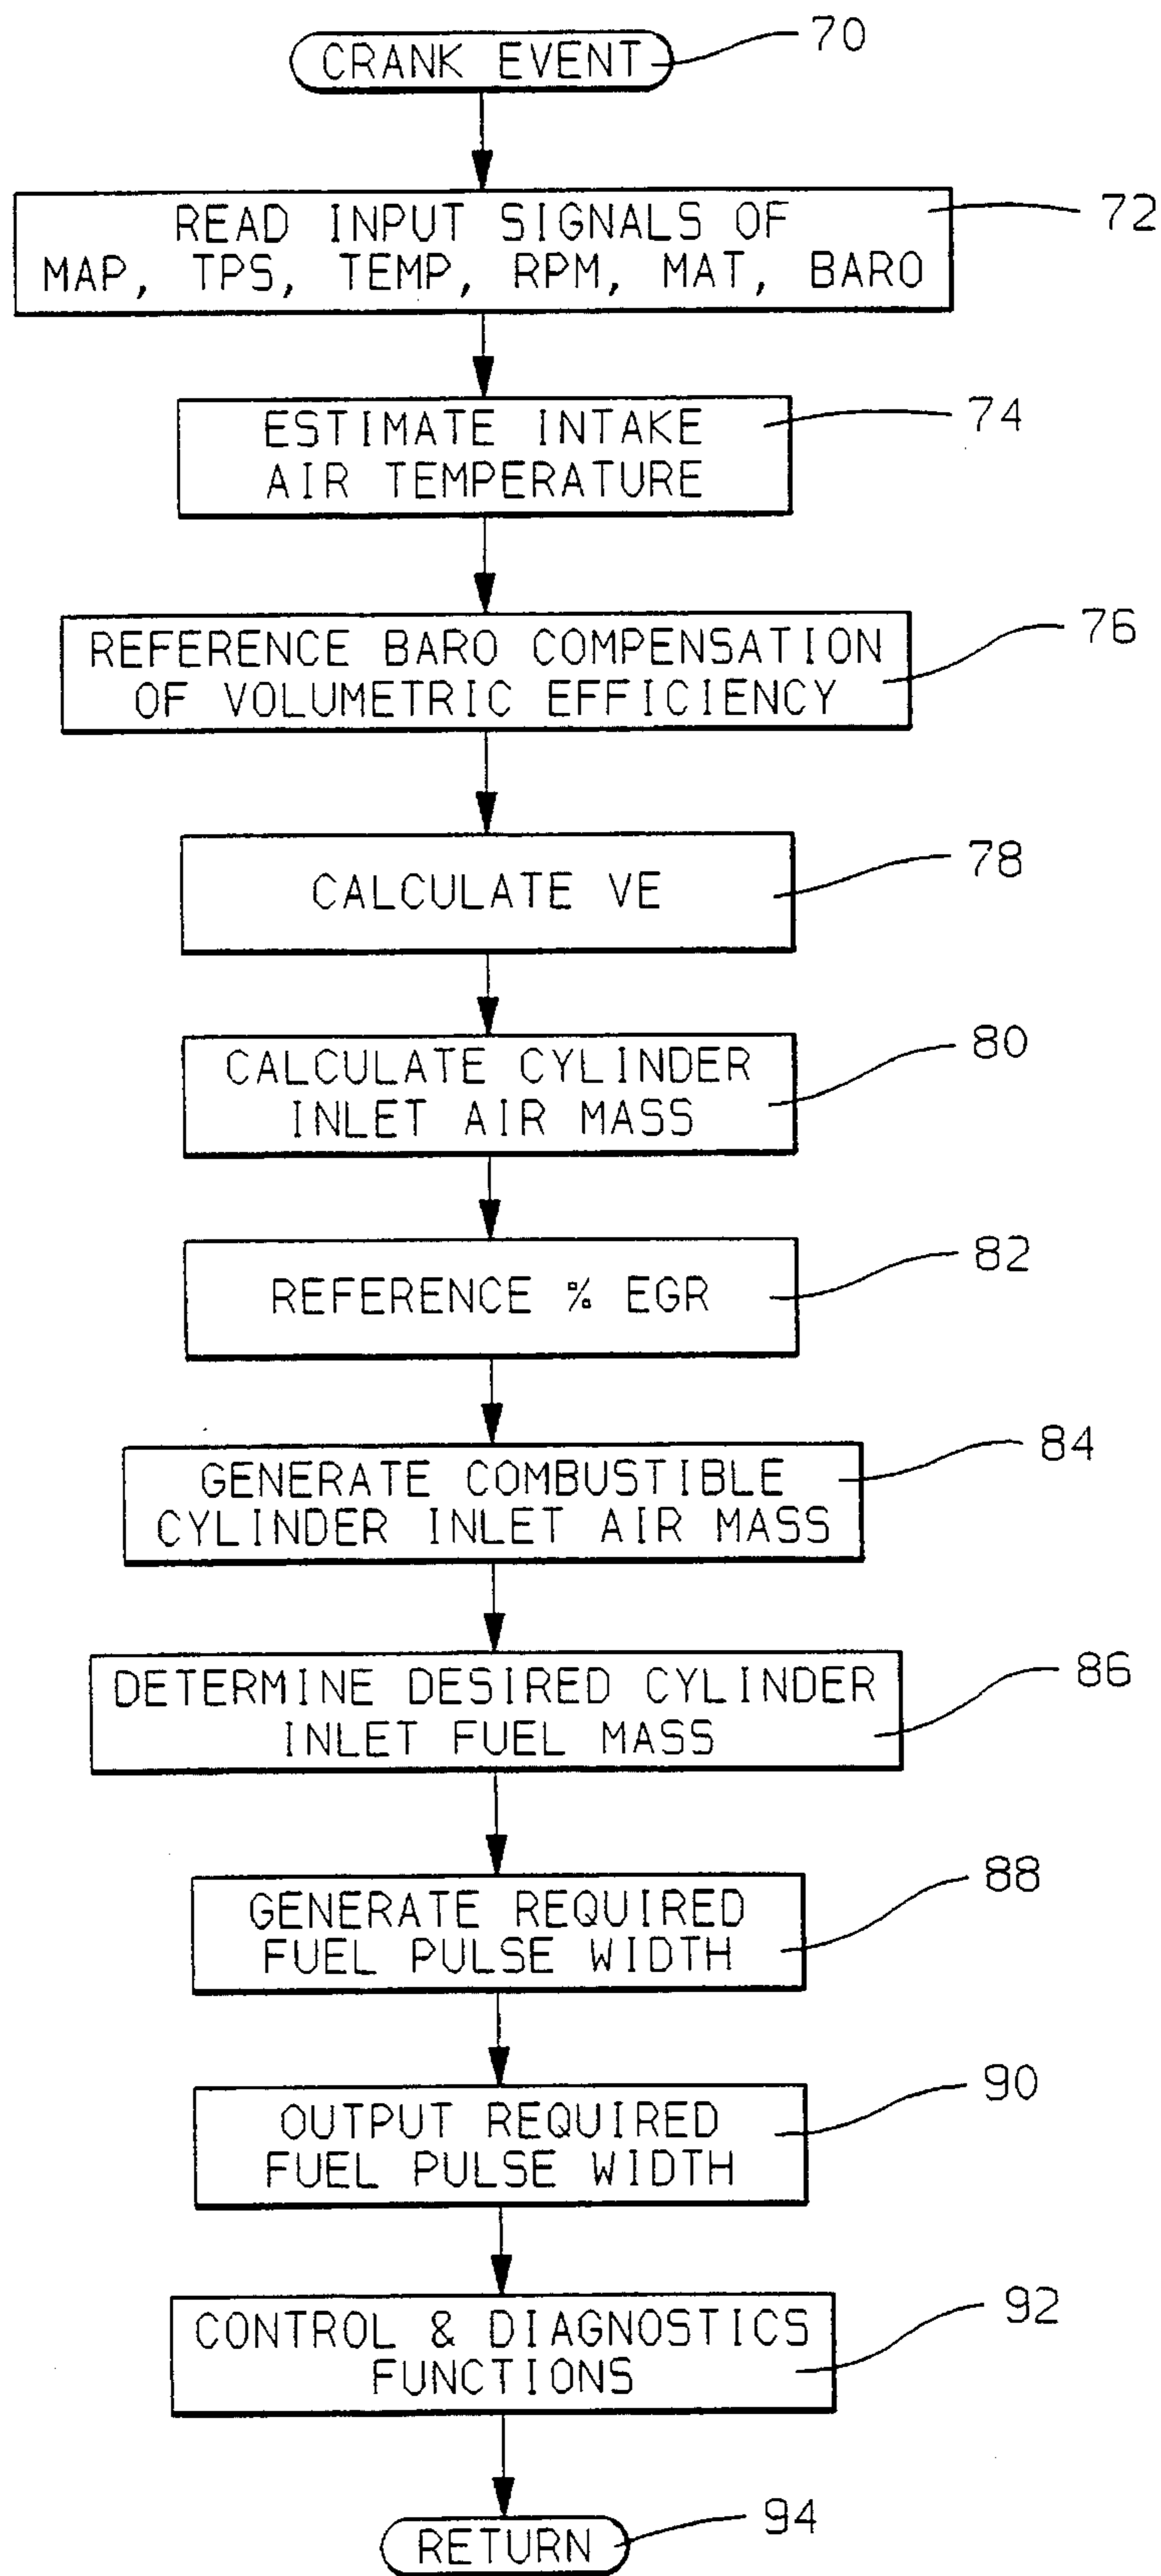 CRANK EVENT
70
READ INPUT SIGNALS OF
MAP, TPS, TEMP, RPM, MAT, BARO
72
ESTIMATE INTAKE
AIR TEMPERATURE
74
REFERENCE BARO COMPENSATION
OF VOLUMETRIC EFFICIENCY
76
CALCULATE VE
78
CALCULATE CYLINDER
INLET AIR MASS
80
REFERENCE % EGR
82
GENERATE COMBUSTIBLE
CYLINDER INLET AIR MASS
84
DETERMINE DESIRED CYLINDER
INLET FUEL MASS
86
GENERATE REQUIRED
FUEL PULSE WIDTH
88
OUTPUT REQUIRED
FUEL PULSE WIDTH
90
CONTROL & DIAGNOSTICS
FUNCTIONS
92
RETURN
94